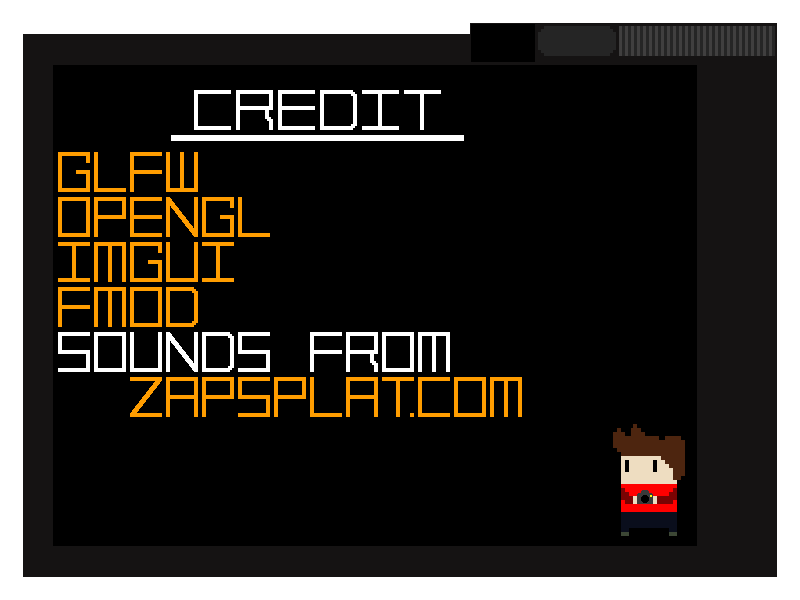 CREDIT
GLFW
OPENGL
IMGUI
FMOD
SOUNDS FROM
ZAPSPLAT.COM